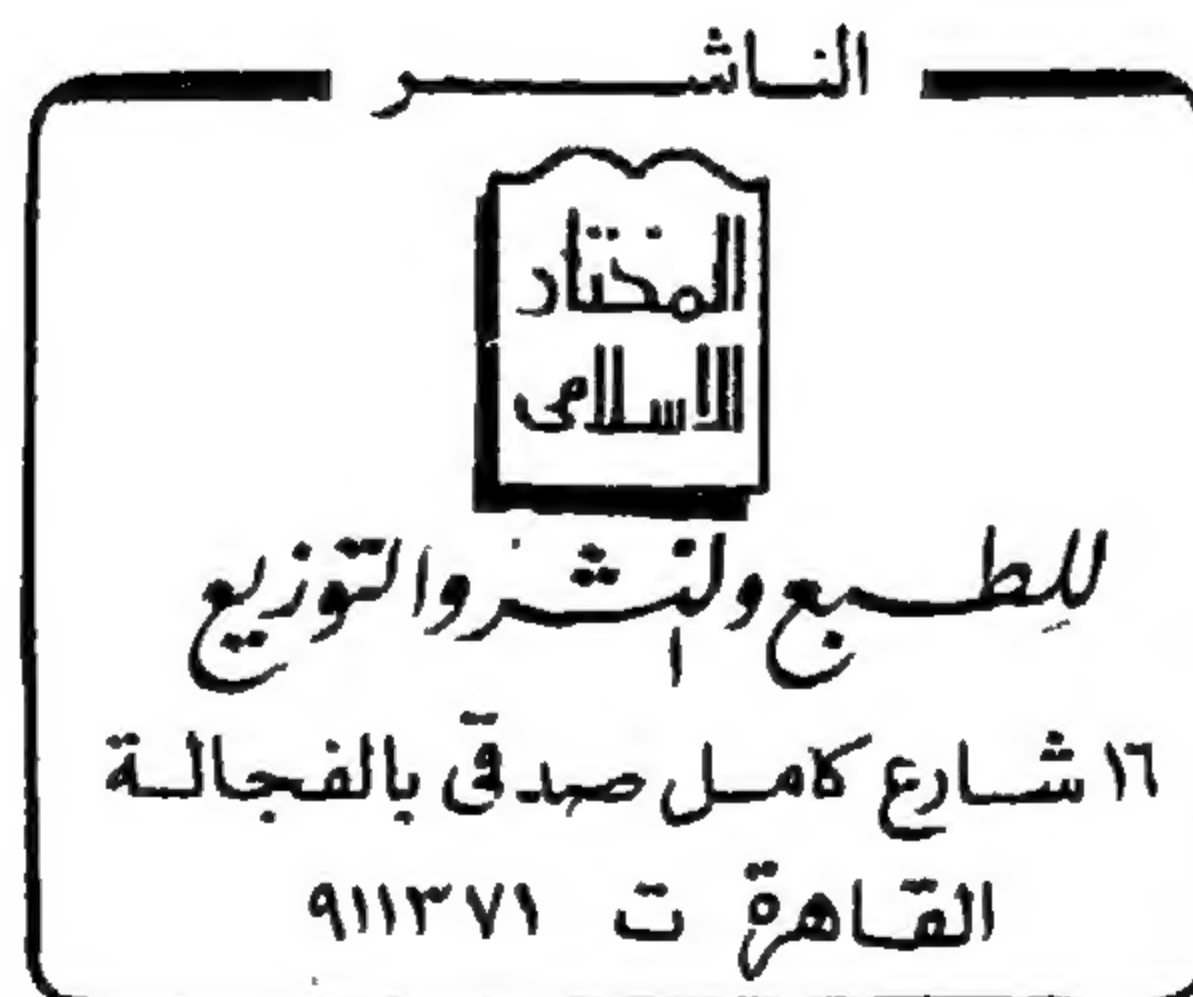 الناشر
المختار
الاسلامى
للطبع والنشر والتوزيع
١٦ شارع كامل صدقى بالفجالة
القاهرة ت ٩١١٣٧١